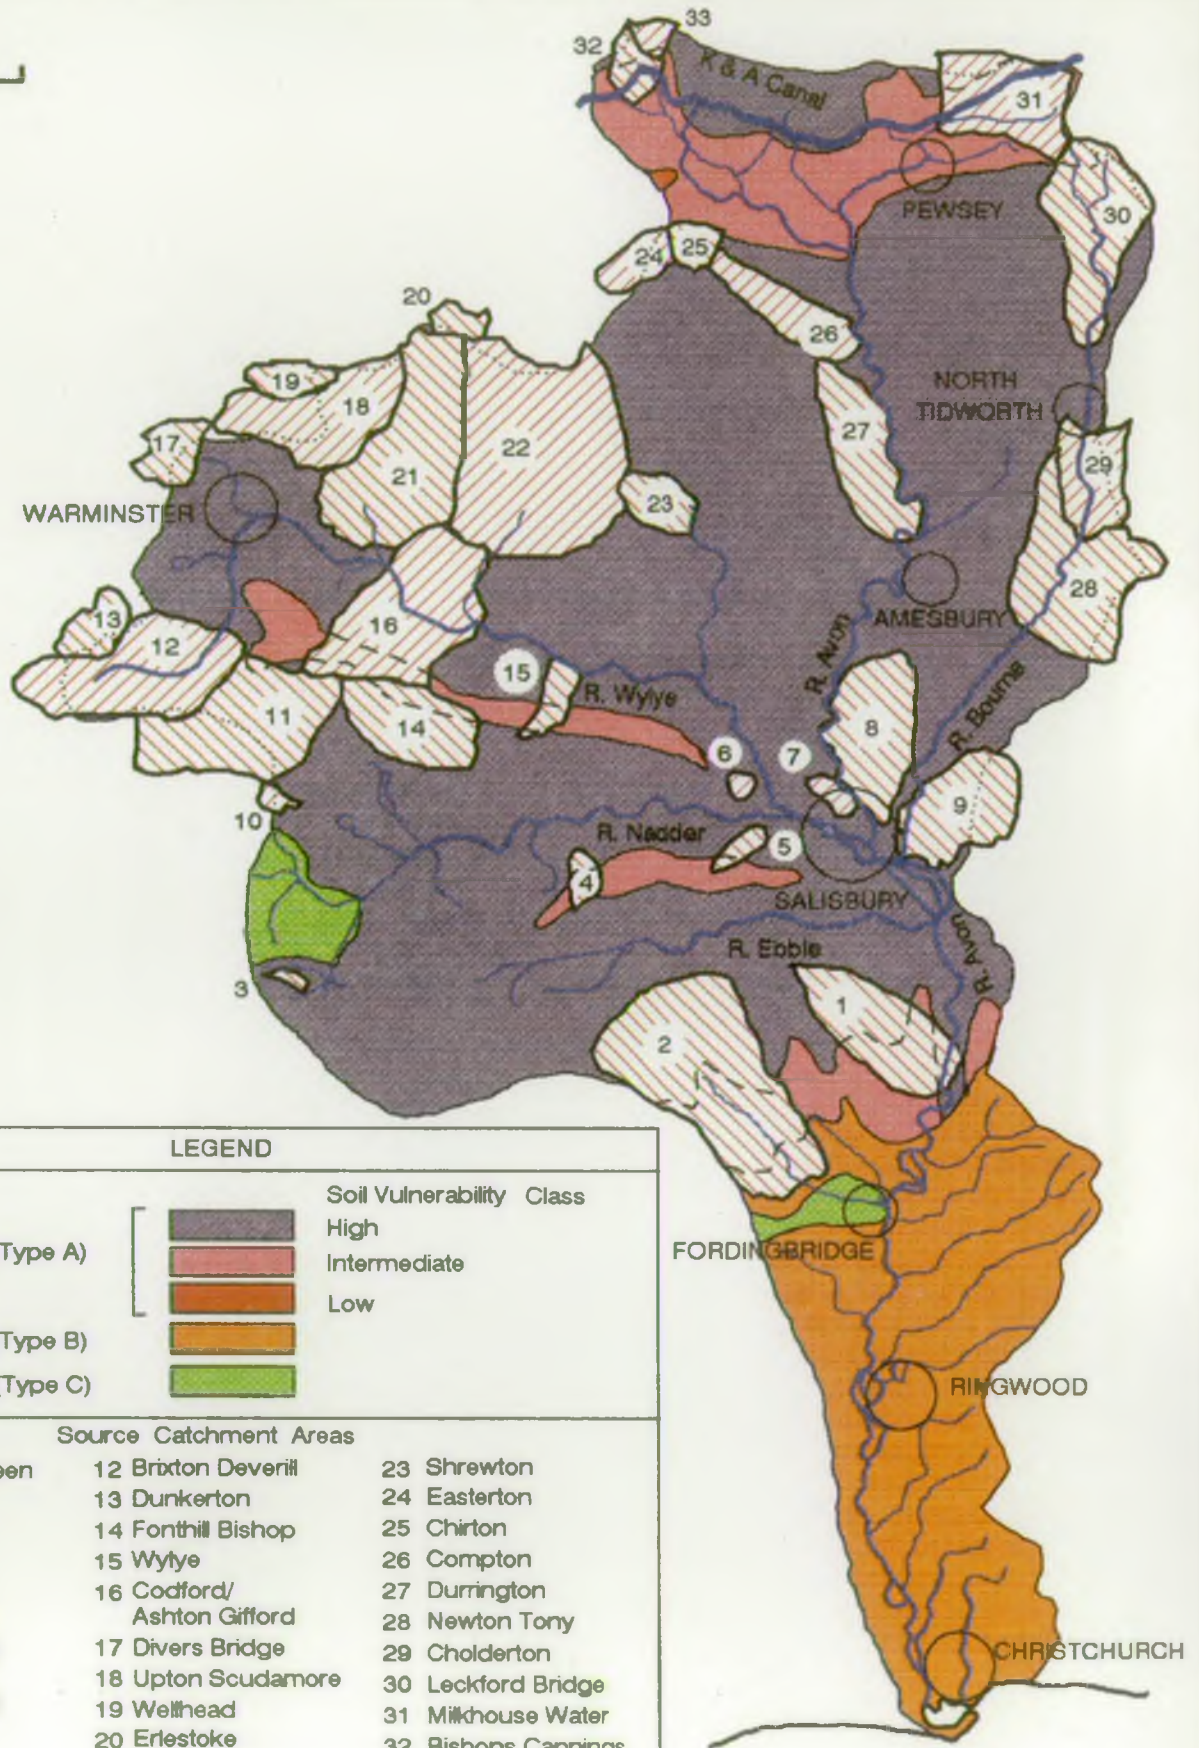 33
32
K & A Canal
31
PEWSEY
30
25
24
20
26
NORTH
TIDWORTH
19
18
17
27
22
21
29
23
WARMINSTER
28
13
12
16
AMESBURY
R. Avon
15
R. Wylye
R. Bourne
11
14
8
6
7
9
10
R. Nadder
5
4
SALISBURY
R. Ebble
R. Avon
3
1
2
LEGEND
Soil Vulnerability Class
High
Type A)
Intermediate
Low
Type B)
(Type C)
FORDINGBRIDGE
RINGWOOD
CHRISTCHURCH
Source Catchment Areas
een
12 Brixton Deverill
13 Dunkerton
14 Fonthill Bishop
15 Wylye
16 Codford/
Ashton Gifford
17 Divers Bridge
18 Upton Scudamore
19 Wellhead
20 Erlestoke
23 Shrewton
24 Easterton
25 Chirton
26 Compton
27 Durrington
28 Newton Tony
29 Cholderton
30 Leckford Bridge
31 Milkhouse Water
32 Bishops Cannings